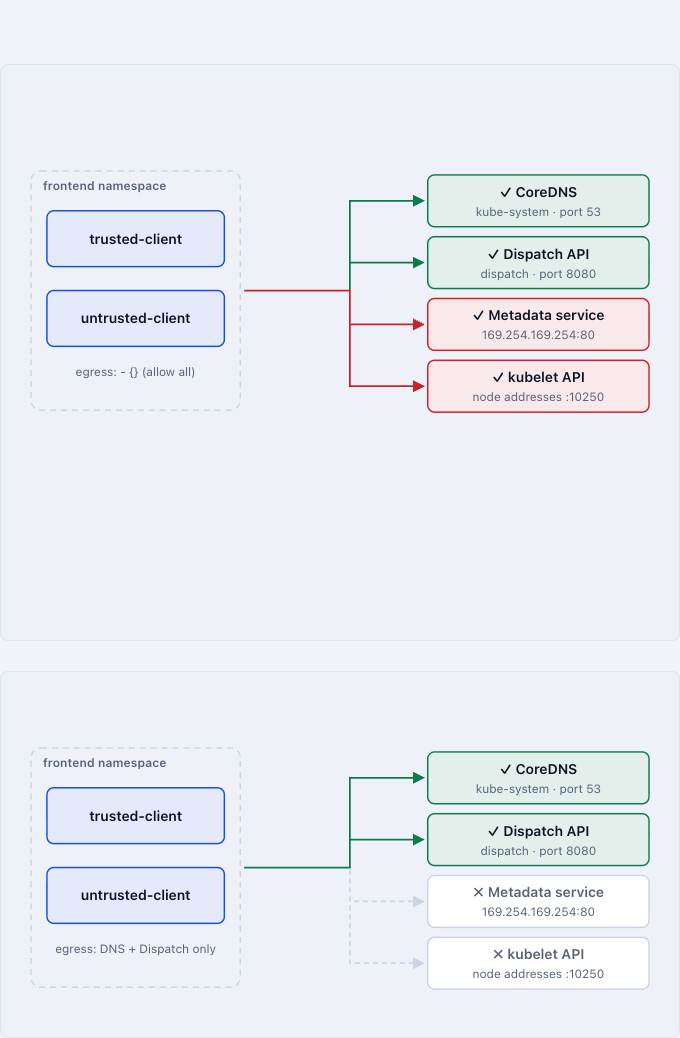 frontend namespace
trusted-client
untrusted-client
egress: - {} (allow all)
✓ CoreDNS
kube-system · port 53
✓ Dispatch API
dispatch · port 8080
✓ Metadata service
169.254.169.254:80
✓ kubelet API
node addresses :10250
frontend namespace
trusted-client
untrusted-client
egress: DNS + Dispatch only
✓ CoreDNS
kube-system · port 53
✓ Dispatch API
dispatch · port 8080
✕ Metadata service
169.254.169.254:80
✕ kubelet API
node addresses :10250